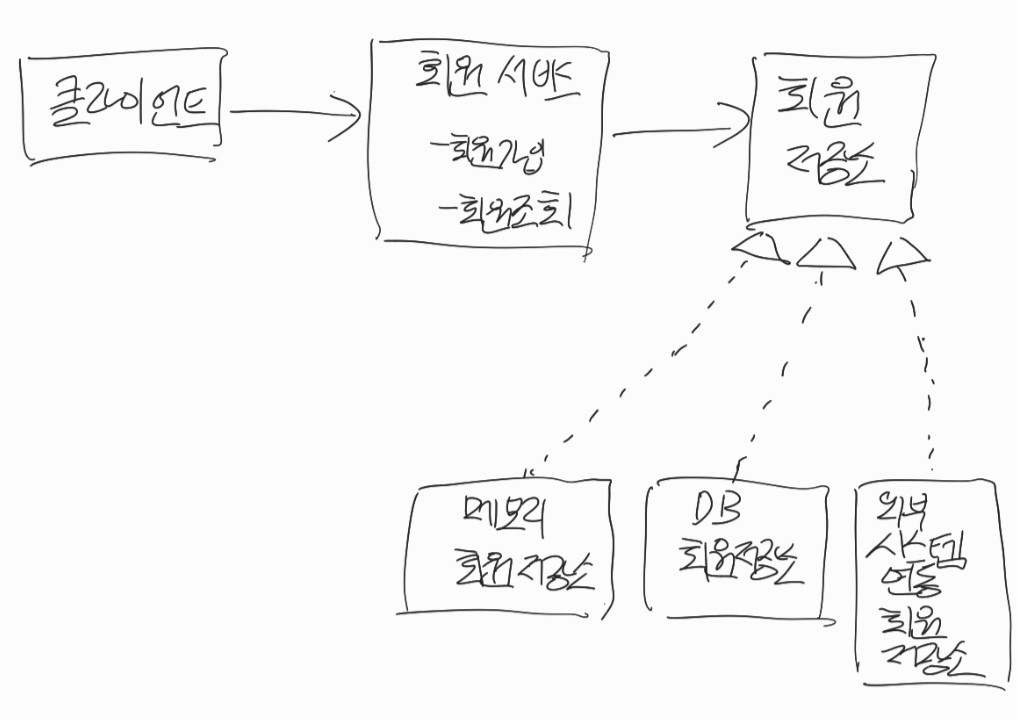 클라이언트
회원 서비스
-회원가입
-회원조회
회원
저장소
메모리
회원 저장소
DB
회원저장소
외부
시스템
연동
회원
저장소